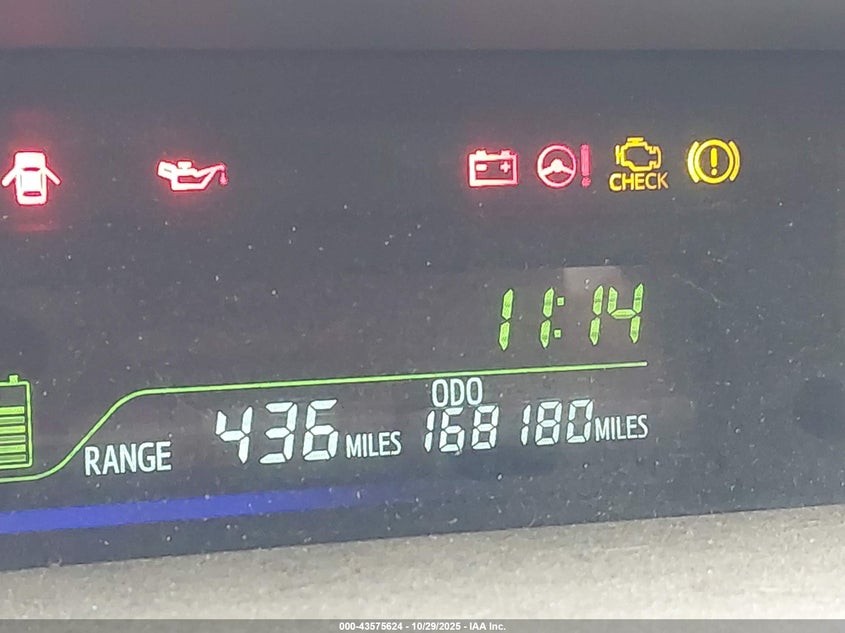 CHECK
11:14
ODO
RANGE 436 MILES 168180 MILES
000-43575624 - 10/29/2025 - IAA Inc.